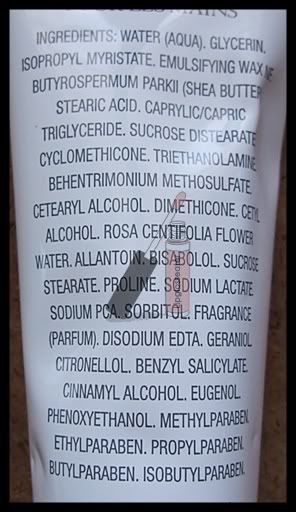 LES MAINS
INGREDIENTS: WATER (AQUA). GLYCERIN.
ISOPROPYL MYRISTATE. EMULSIFYING WAX NF
BUTYROSPERMUM PARKII (SHEA BUTTER
STEARIC ACID. CAPRYLIC/CAPRIC
TRIGLYCERIDE. SUCROSE DISTEARATE
CYCLOMETHICONE. TRIETHANOLAMINE.
BEHENTRIMONIUM METHOSULFATE.
CETEARYL ALCOHOL. DIMETHICONE. CETYL
ALCOHOL. ROSA CENTIFOLIA FLOWER
WATER. ALLANTOIN. BISABOLOL. SUCROSE
STEARATE. PROLINE. SODIUM LACTATE
SODIUM PCA. SORBITOL. FRAGRANCE
(PARFUM). DISODIUM EDTA. GERANIOL
CITRONELLOL. BENZYL SALICYLATE.
CINNAMYL ALCOHOL. EUGENOL.
PHENOXYETHANOL. METHYLPARABEN.
ETHYLPARABEN. PROPYLPARABEN.
BUTYLPARABEN. ISOBUTYLPARABEN.